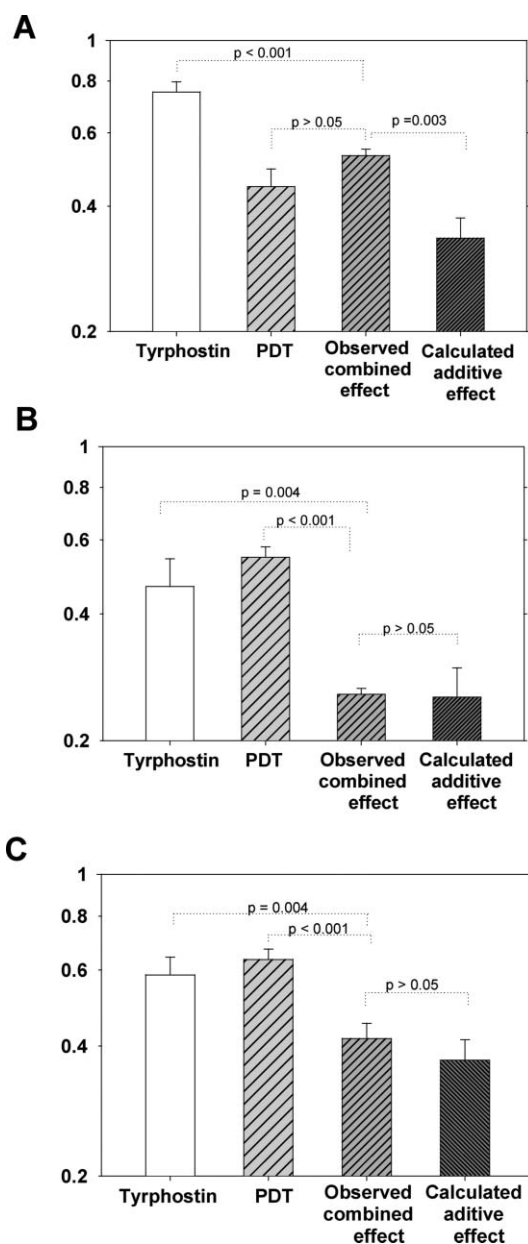 A
1
0.8
0.6
0.4
0.2
p < 0.001
p > 0.05
p =0.003
Tyrphostin
PDT
Observed
combined
effect
Calculated
additive
effect
B
1
0.8
0.6
0.4
0.2
p = 0.004
p < 0.001
p > 0.05
Tyrphostin
PDT
Observed
combined
effect
Calculated
additive
effect
C
1
0.8
0.6
0.4
0.2
p = 0.004
p < 0.001
p > 0.05
Tyrphostin
PDT
Observed
combined
effect
Calculated
aditive
effect